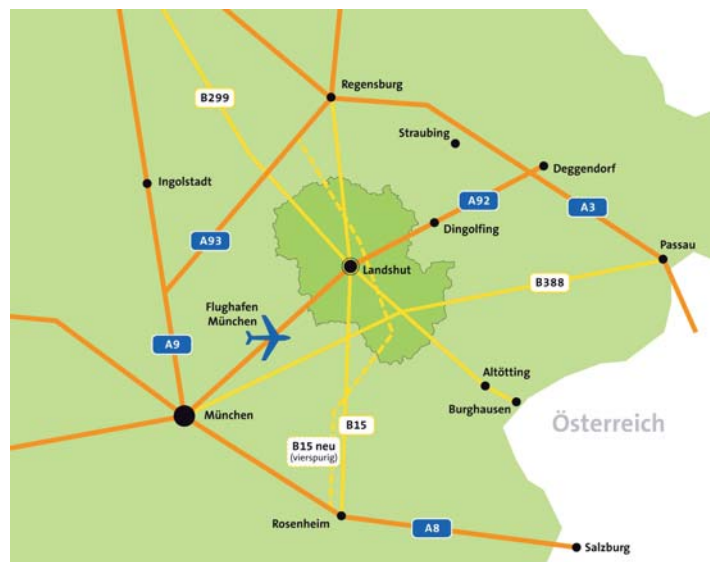 Regensburg
B299
Straubing
Deggendorf
Ingolstadt
A92
A3
A93
Dingolfing
Passau
Landshut
B388
Flughafen
München
A9
Altötting
München
Burghausen
Österreich
B15
B15 neu
(vierspurig)
Rosenheim
A8
Salzburg